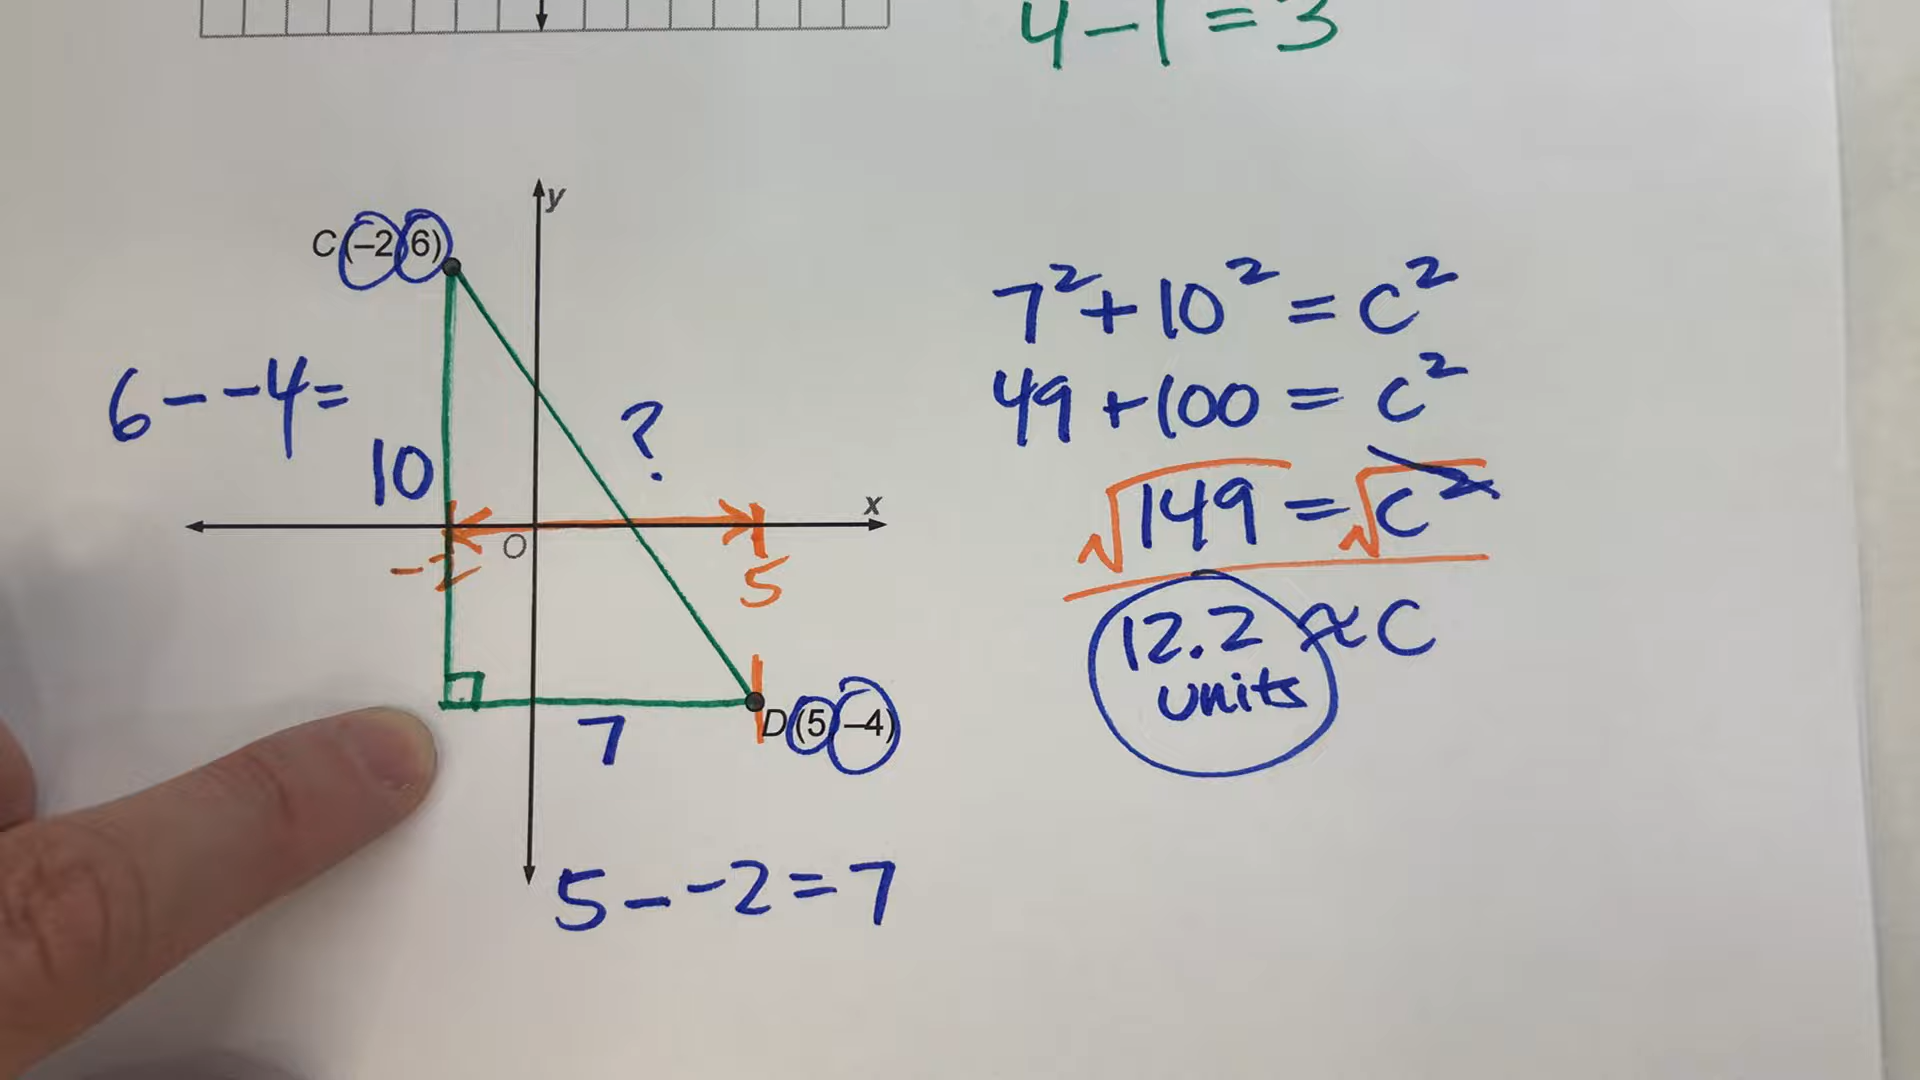 4-1=3
y
C(-2,6)
6--4=
10
?
x
O
-2
5
7
D(5,-4)
5--2=7
7²+10²=c²
49+100=c²
√149=√c²
12.2≈c
units